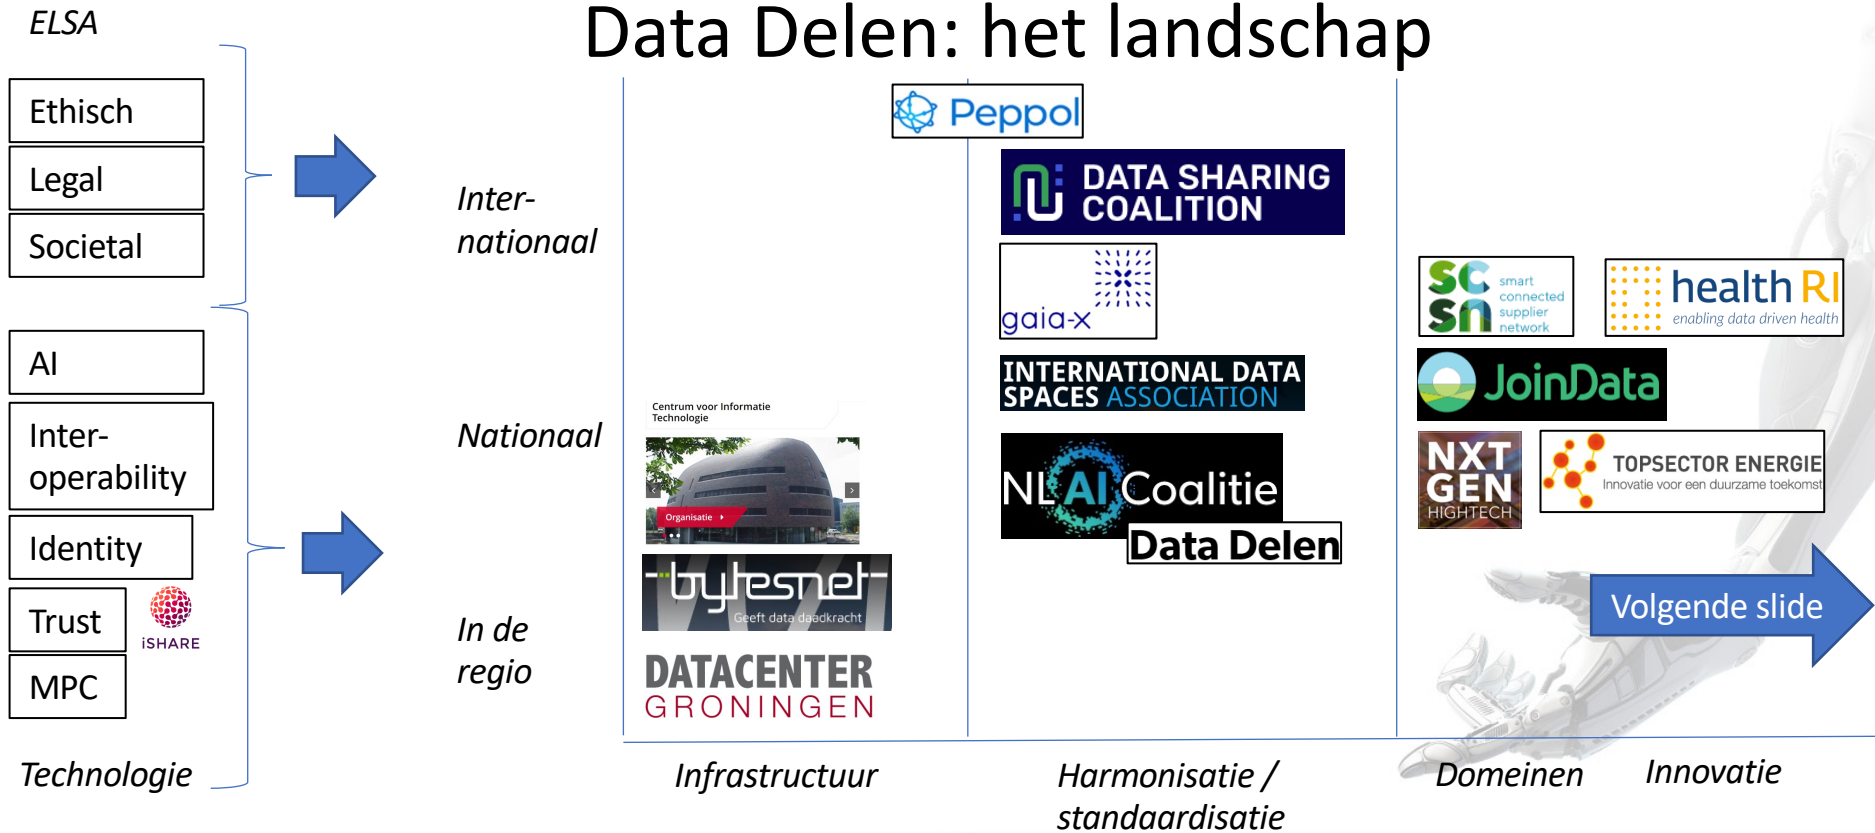 Data Delen: het landschap
ELSA
Ethisch
Legal
Societal
AI
Inter-
operability
Identity
Trust
iSHARE
MPC
Technologie
Inter-
nationaal
Nationaal
In de
regio
Peppol
DATA SHARING
COALITION
gaia-x
INTERNATIONAL DATA
SPACES ASSOCIATION
NL AI Coalitie
Data Delen
Centrum voor Informatie
Technologie
Organisatie
bytesnet
Geeft data daadkracht
DATACENTER
GRONINGEN
scsn
smart
connected
supplier
network
health RI
enabling data driven health
JoinData
NXT
GEN
HIGHTECH
TOPSECTOR ENERGIE
Innovatie voor een duurzame toekomst
Volgende slide
Infrastructuur
Harmonisatie /
standaardisatie
Domeinen
Innovatie